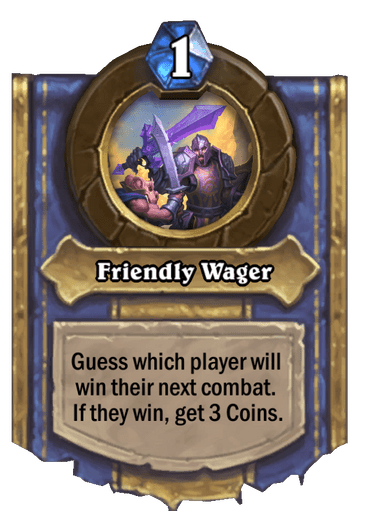 1
Friendly Wager
Guess which player will
win their next combat.
If they win, get 3 Coins.